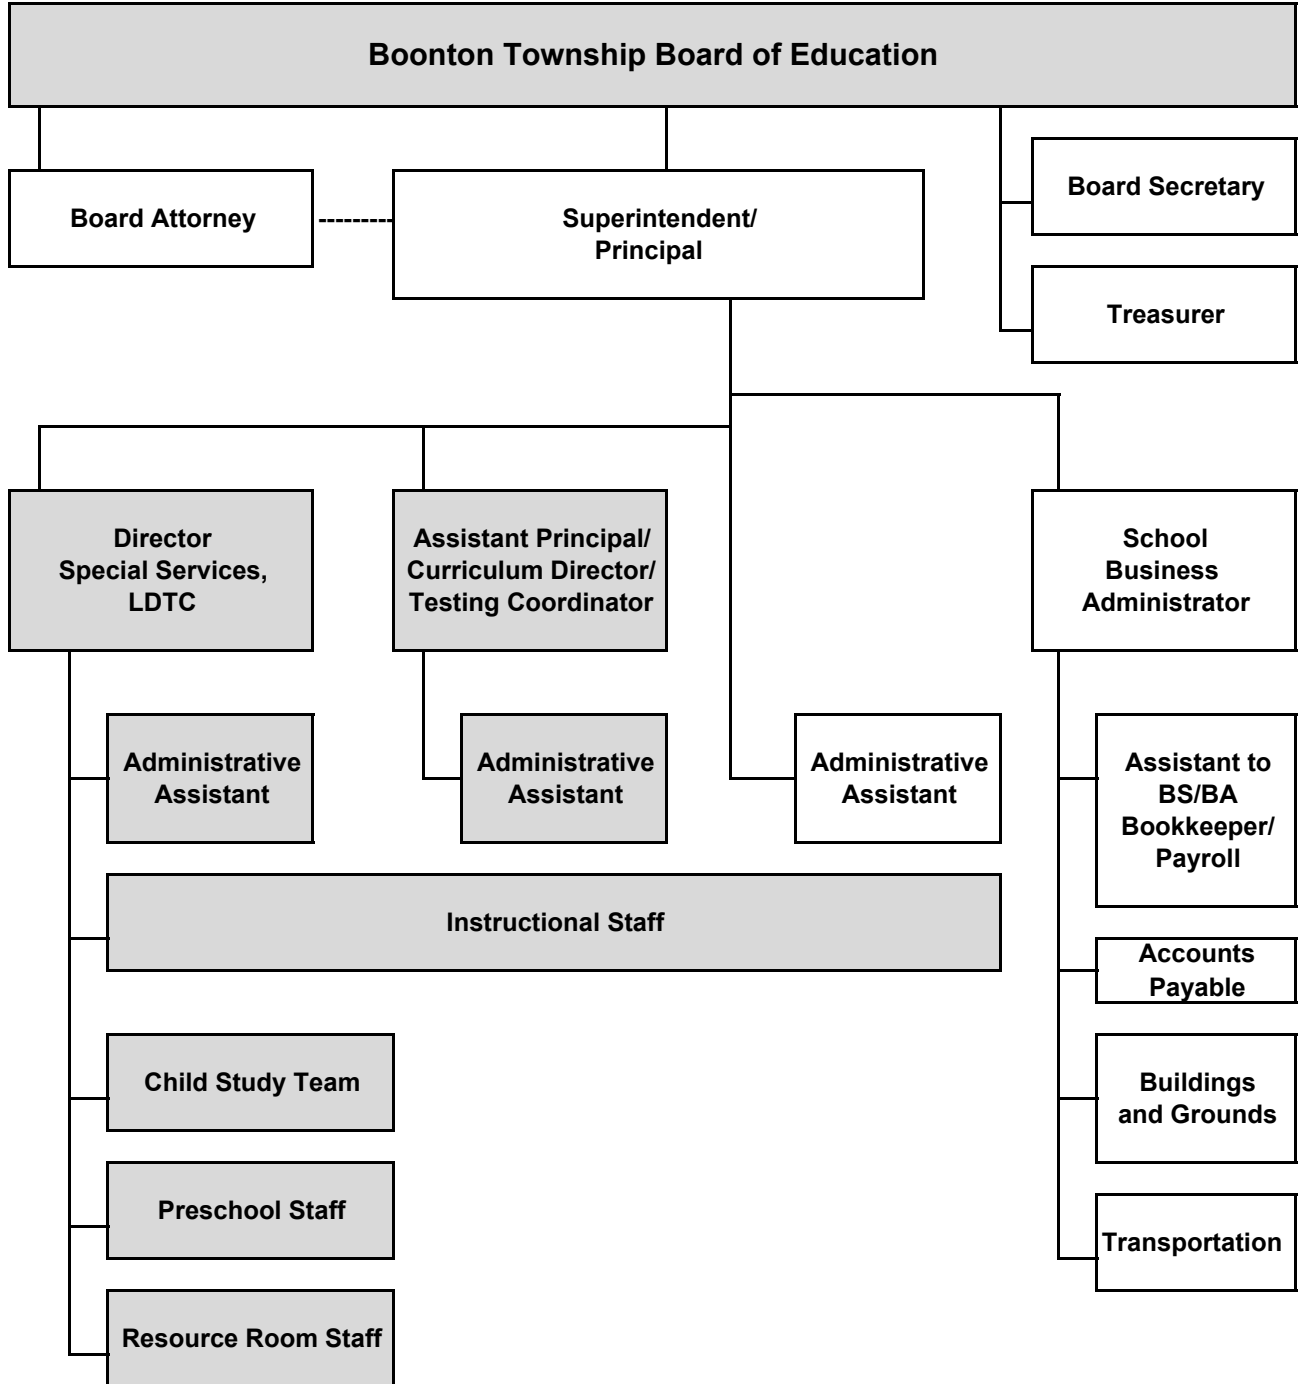 Boonton Township Board of Education
Board Attorney
---------
Superintendent/
Principal
Board Secretary
Treasurer
Director
Special Services,
LDTC
Assistant Principal/
Curriculum Director/
Testing Coordinator
School
Business
Administrator
Administrative
Assistant
Administrative
Assistant
Administrative
Assistant
Assistant to
BS/BA
Bookkeeper/
Payroll
Instructional Staff
Accounts
Payable
Child Study Team
Buildings
and Grounds
Preschool Staff
Transportation
Resource Room Staff